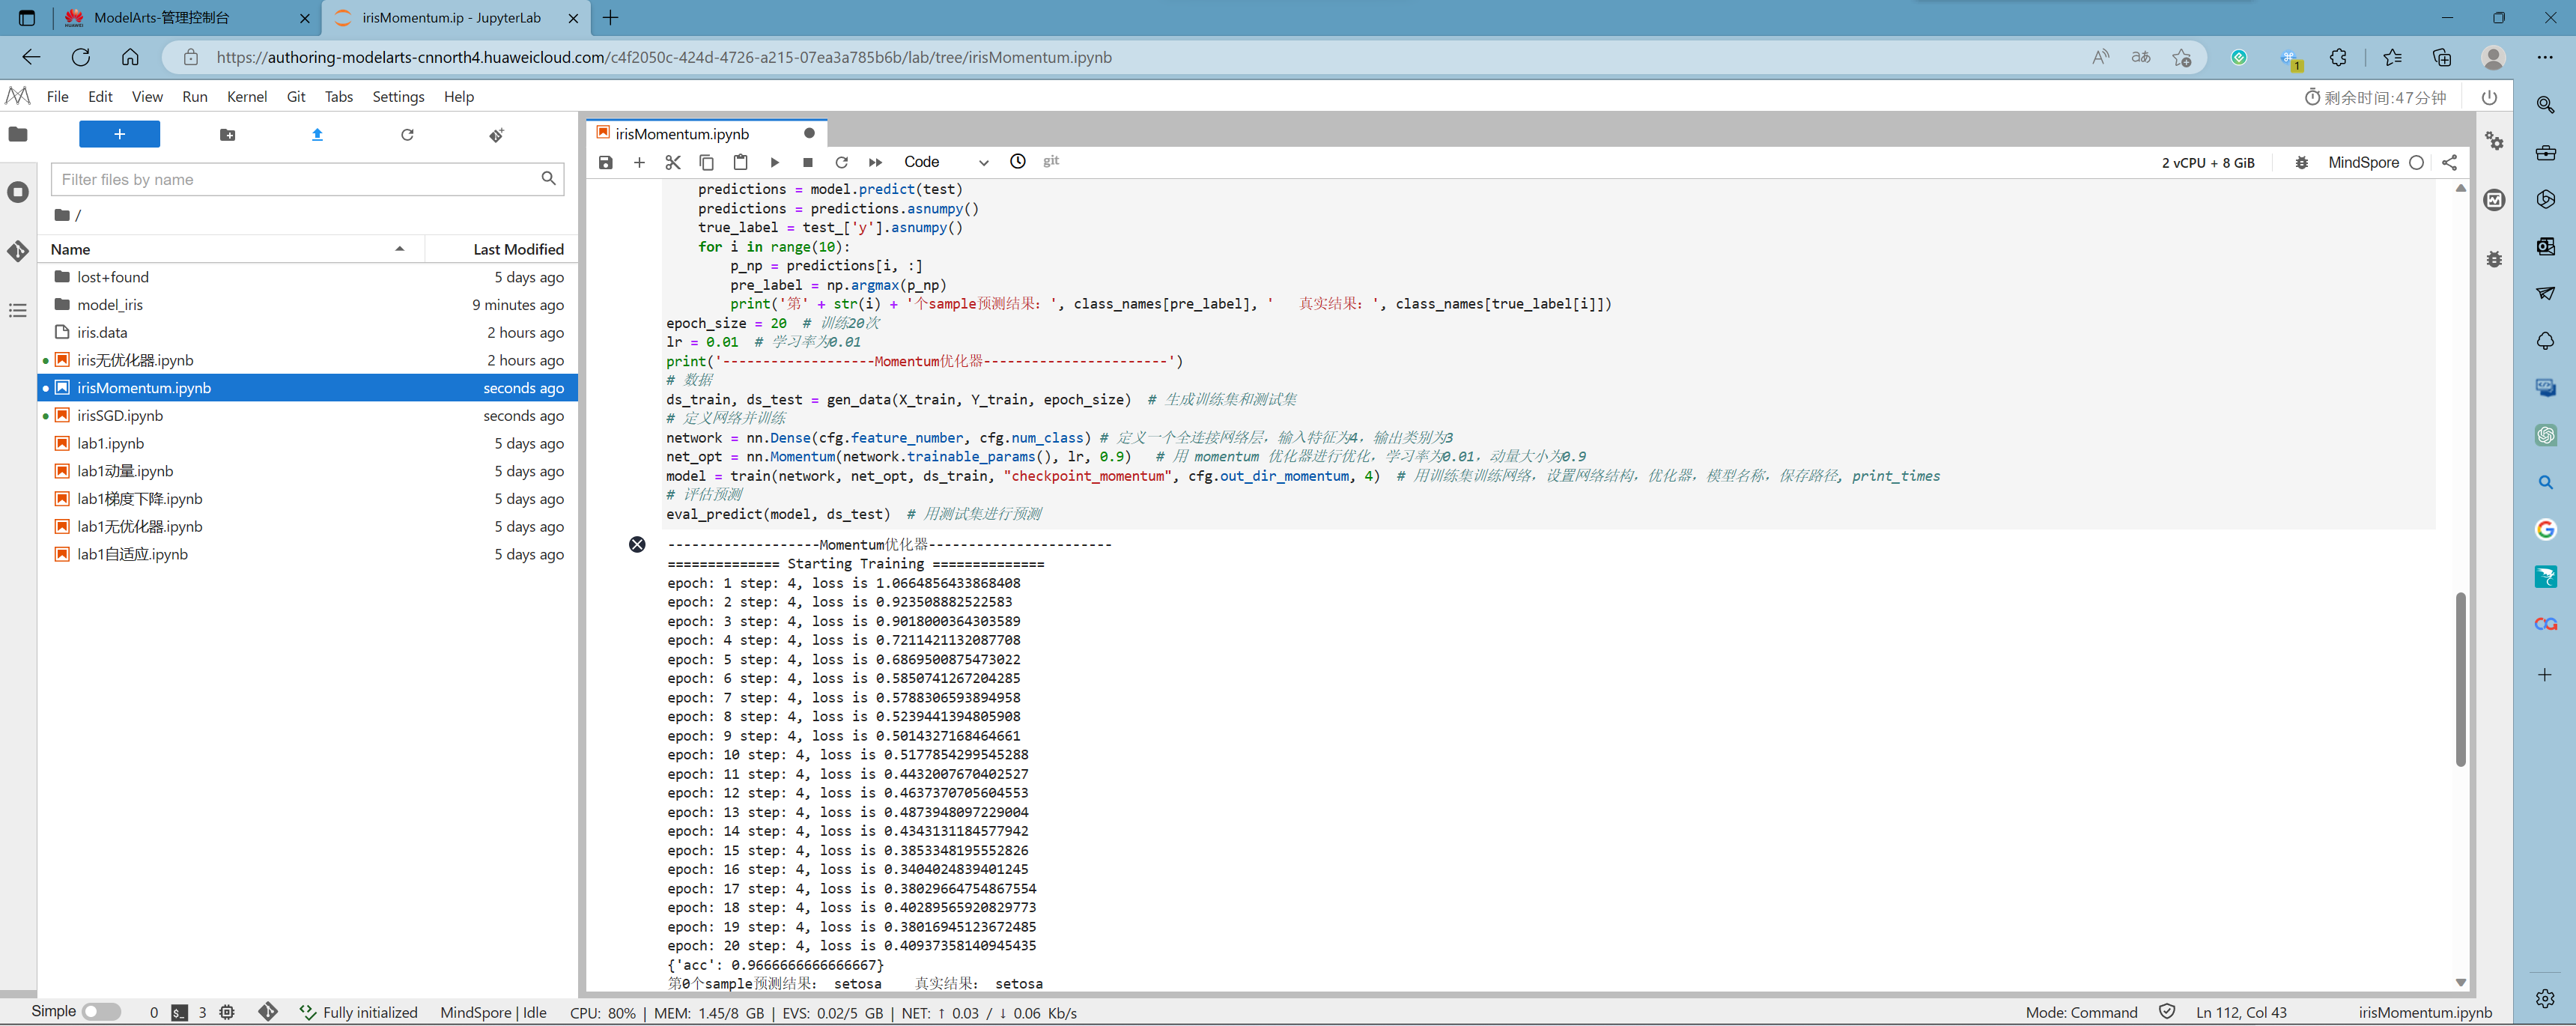 ModelArts-管理控制台
irisMomentum.ip - JupyterLab
https://authoring-modelarts-cnnorth4.huaweicloud.com/c4f2050c-424d-4726-a215-07ea3a785b6b/lab/tree/irisMomentum.ipynb
File Edit View Run Kernel Git Tabs Settings Help
剩余时间:47分钟
Filter files by name
/
Name Last Modified
lost+found 5 days ago
model_iris 9 minutes ago
iris.data 2 hours ago
iris无优化器.ipynb 2 hours ago
irisMomentum.ipynb seconds ago
irisSGD.ipynb seconds ago
lab1.ipynb 5 days ago
lab1动量.ipynb 5 days ago
lab1梯度下降.ipynb 5 days ago
lab1无优化器.ipynb 5 days ago
lab1自适应.ipynb 5 days ago
irisMomentum.ipynb
Code git 2 vCPU + 8 GiB MindSpore
predictions = model.predict(test)
predictions = predictions.asnumpy()
true_label = test_['y'].asnumpy()
for i in range(10):
p_np = predictions[i, :]
pre_label = np.argmax(p_np)
print('第' + str(i) + '个sample预测结果: ', class_names[pre_label], '   真实结果: ', class_names[true_label[i]])
epoch_size = 20  # 训练20次
lr = 0.01  # 学习率为0.01
print('-------------------Momentum优化器-----------------------')
# 数据
ds_train, ds_test = gen_data(X_train, Y_train, epoch_size)  # 生成训练集和测试集
# 定义网络并训练
network = nn.Dense(cfg.feature_number, cfg.num_class) # 定义一个全连接网络层，输入特征为4，输出类别为3
net_opt = nn.Momentum(network.trainable_params(), lr, 0.9)   # 用 momentum 优化器进行优化，学习率为0.01，动量大小为0.9
model = train(network, net_opt, ds_train, "checkpoint_momentum", cfg.out_dir_momentum, 4)  # 用训练集训练网络，设置网络结构，优化器，模型名称，保存路径, print_times
# 评估预测
eval_predict(model, ds_test)  # 用测试集进行预测
-------------------Momentum优化器-----------------------
============== Starting Training ==============
epoch: 1 step: 4, loss is 1.0664856433868408
epoch: 2 step: 4, loss is 0.923508882522583
epoch: 3 step: 4, loss is 0.9018000364303589
epoch: 4 step: 4, loss is 0.7211421132087708
epoch: 5 step: 4, loss is 0.6869500875473022
epoch: 6 step: 4, loss is 0.5850741267204285
epoch: 7 step: 4, loss is 0.5788306593894958
epoch: 8 step: 4, loss is 0.5239441394805908
epoch: 9 step: 4, loss is 0.5014327168464661
epoch: 10 step: 4, loss is 0.5177854299545288
epoch: 11 step: 4, loss is 0.4432007670402527
epoch: 12 step: 4, loss is 0.4637370705604553
epoch: 13 step: 4, loss is 0.4873948097229004
epoch: 14 step: 4, loss is 0.4343131184577942
epoch: 15 step: 4, loss is 0.3853348195552826
epoch: 16 step: 4, loss is 0.3404024839401245
epoch: 17 step: 4, loss is 0.38029664754867554
epoch: 18 step: 4, loss is 0.40289565920829773
epoch: 19 step: 4, loss is 0.38016945123672485
epoch: 20 step: 4, loss is 0.40937358140945435
{'acc': 0.9666666666666667}
第0个sample预测结果:  setosa    真实结果:  setosa
Simple 0 3 Fully initialized MindSpore | Idle CPU: 80% | MEM: 1.45/8 GB | EVS: 0.02/5 GB | NET: ↑ 0.03 / ↓ 0.06 Kb/s Mode: Command Ln 112, Col 43 irisMomentum.ipynb